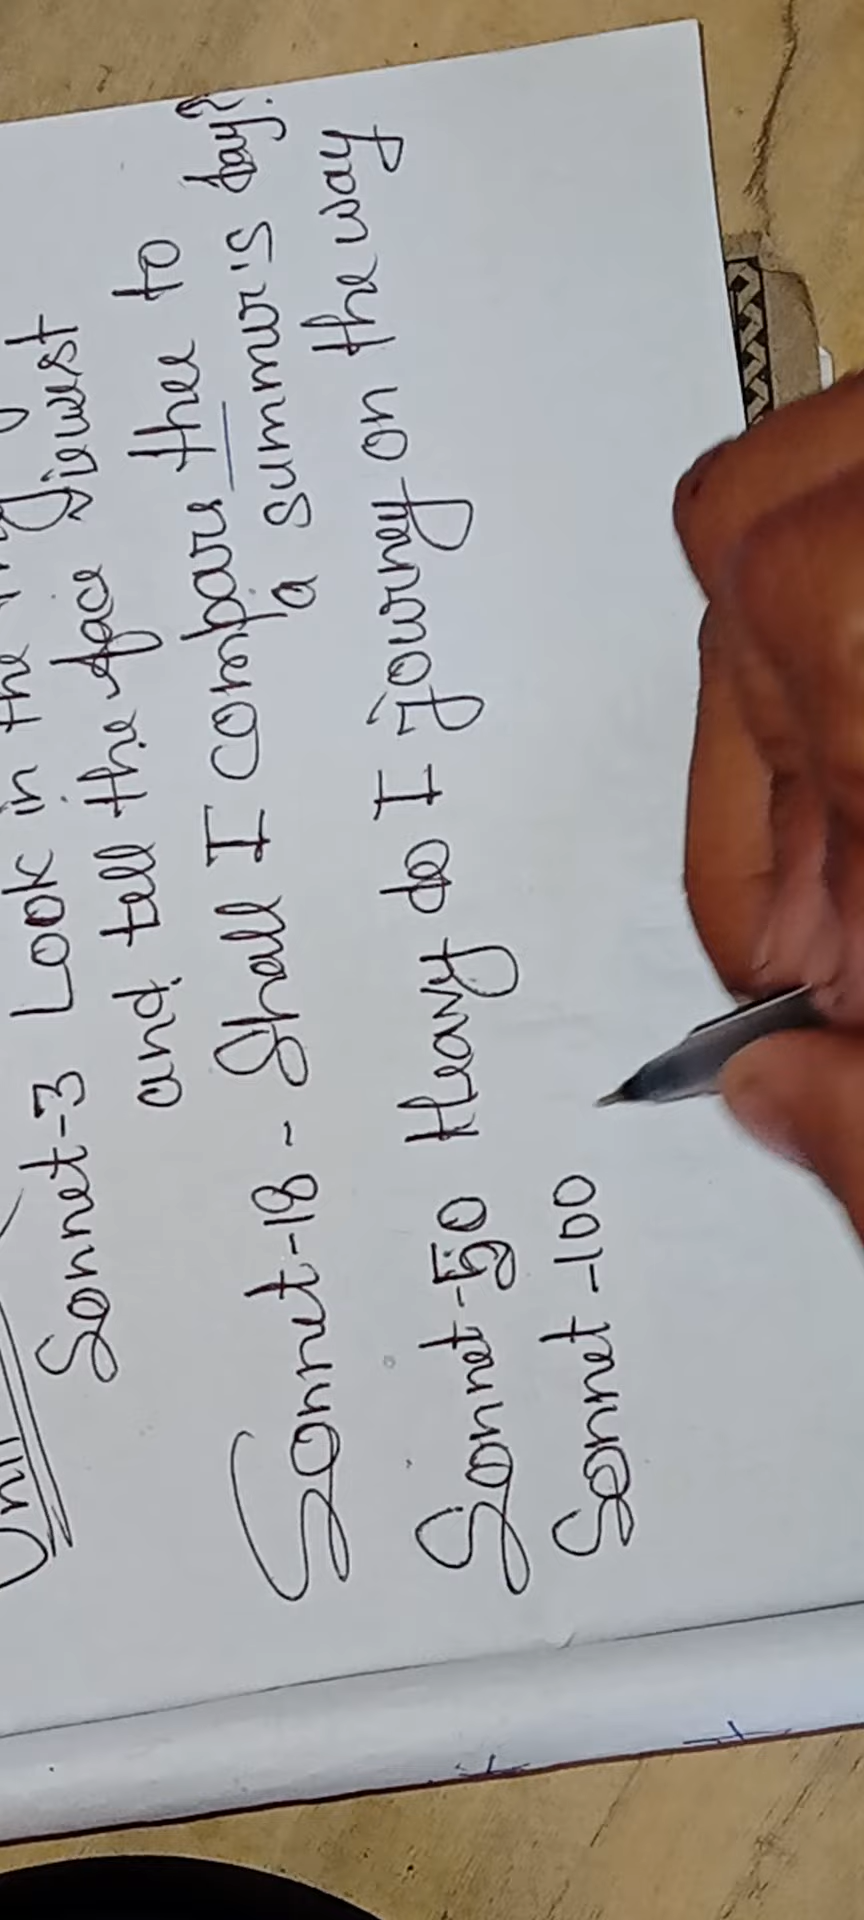 Sonnet-3 Look in the
and tell the face viewest
Sonnet-18 - Shall I compare thee to
a summer's day?
Sonnet-50 Heavy do I journey on the way
Sonnet -100